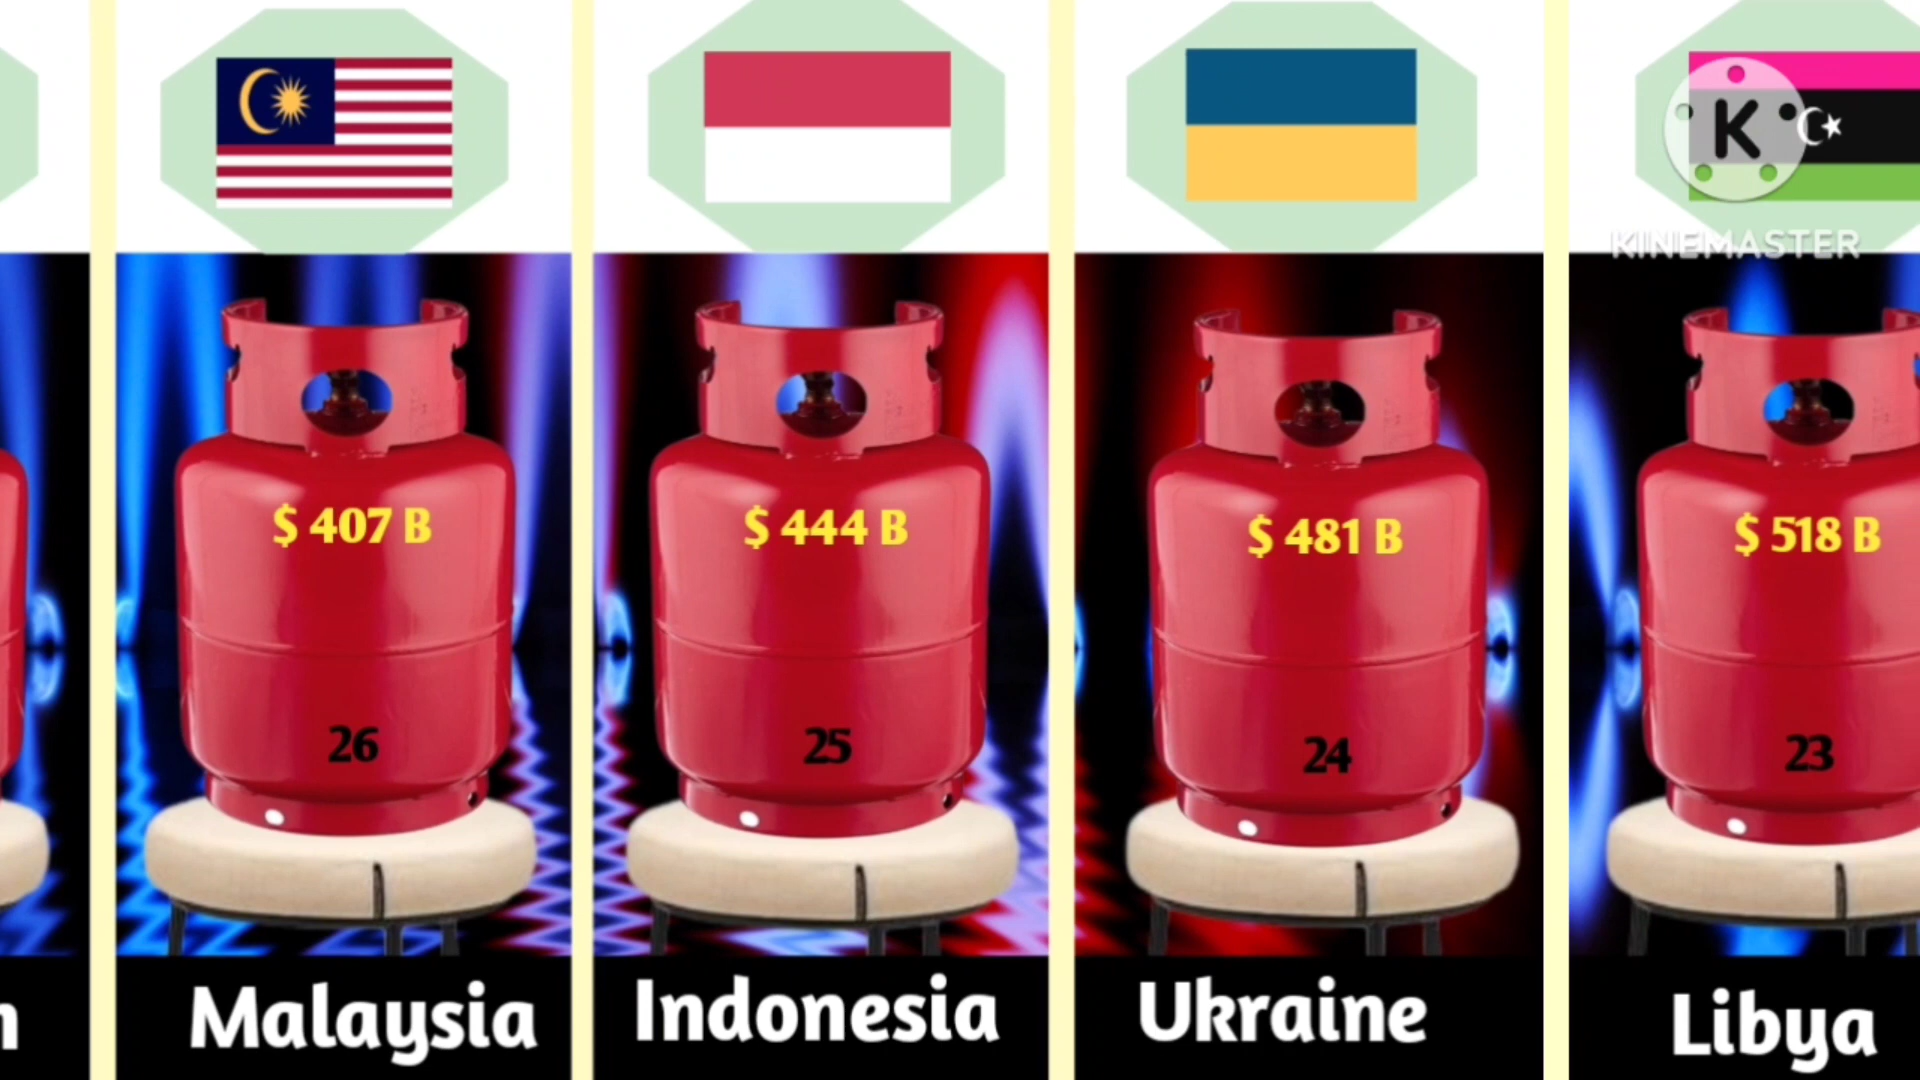 K
KINEMASTER
$ 407 B
$ 444 B
$ 481 B
$ 518 B
26
25
24
23
n
Malaysia
Indonesia
Ukraine
Libya